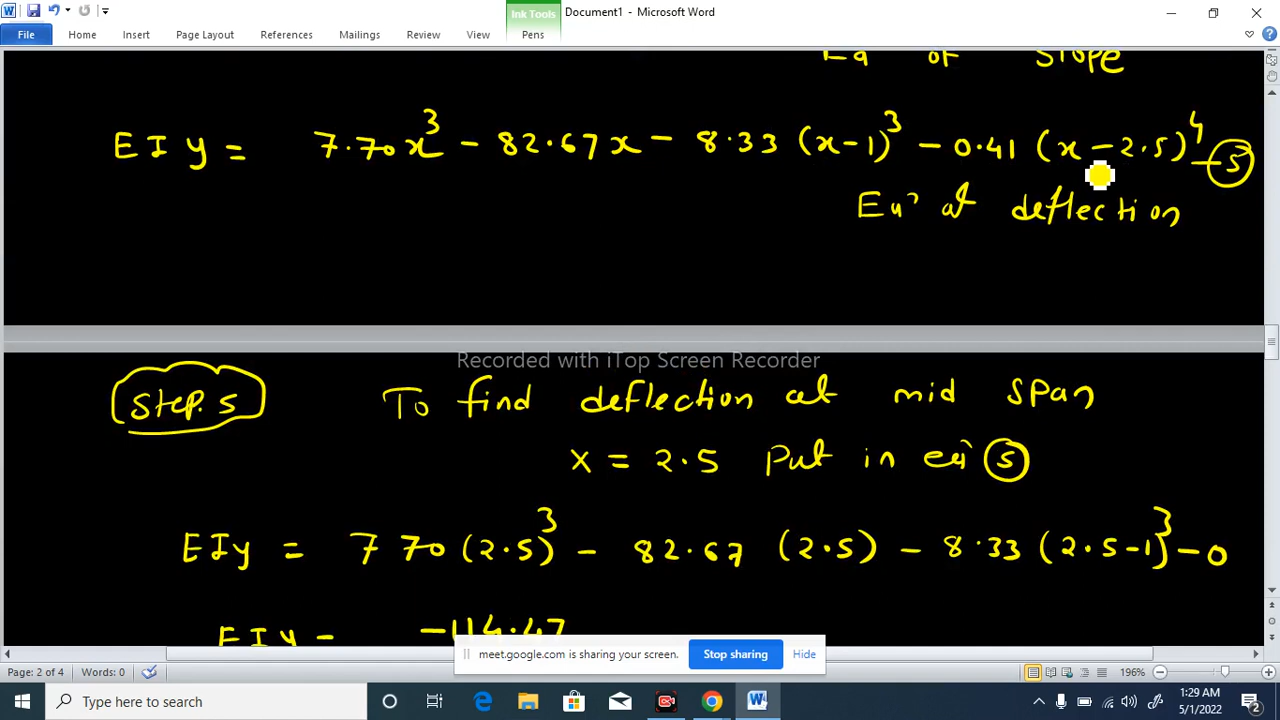 Ink Tools
Document1 - Microsoft Word
File Home Insert Page Layout References Mailings Review View Pens
of slope
EIy = 7.70x³ - 82.67x - 8.33 (x-1)³ - 0.41 (x-2.5)⁴ - 5
at deflection
Recorded with iTop Screen Recorder
Step.5 To find deflection at mid span
x = 2.5 Put in 5
EIy = 7 70 (2.5)³ - 82.67 (2.5) - 8.33 (2.5-1)³ - 0
EIy = -114.47
meet.google.com is sharing your screen. Stop sharing Hide
Page: 2 of 4 Words: 0 196%
Type here to search
1:29 AM
5/1/2022
2